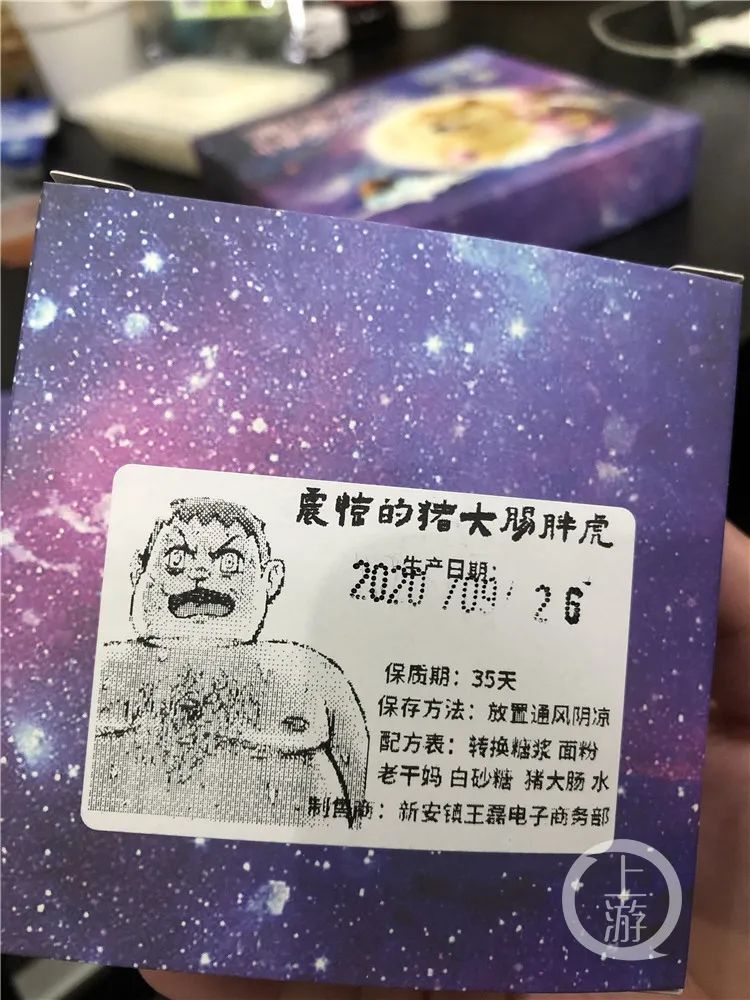 震惊的猪大肠胖虎
生产日期:
2020/09/26
保质期：35天
保存方法：放置通风阴凉
配方表：转换糖浆 面粉
老干妈 白砂糖 猪大肠 水
制售商：新安镇王磊电子商务部
上游